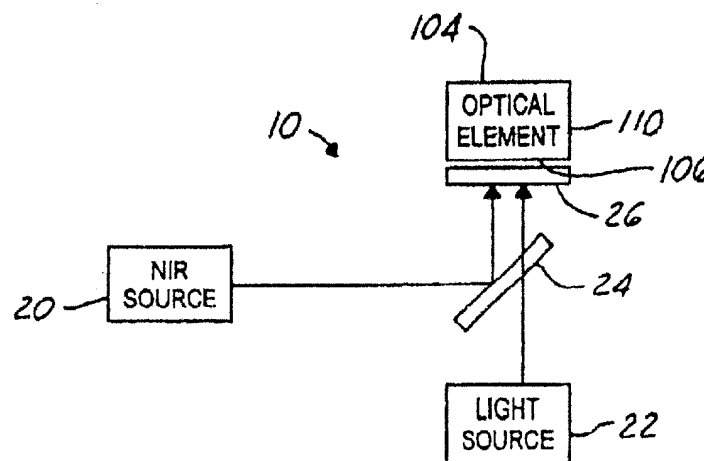 104
OPTICAL
ELEMENT
110
10
106
26
NIR
SOURCE
20
24
LIGHT
SOURCE
22